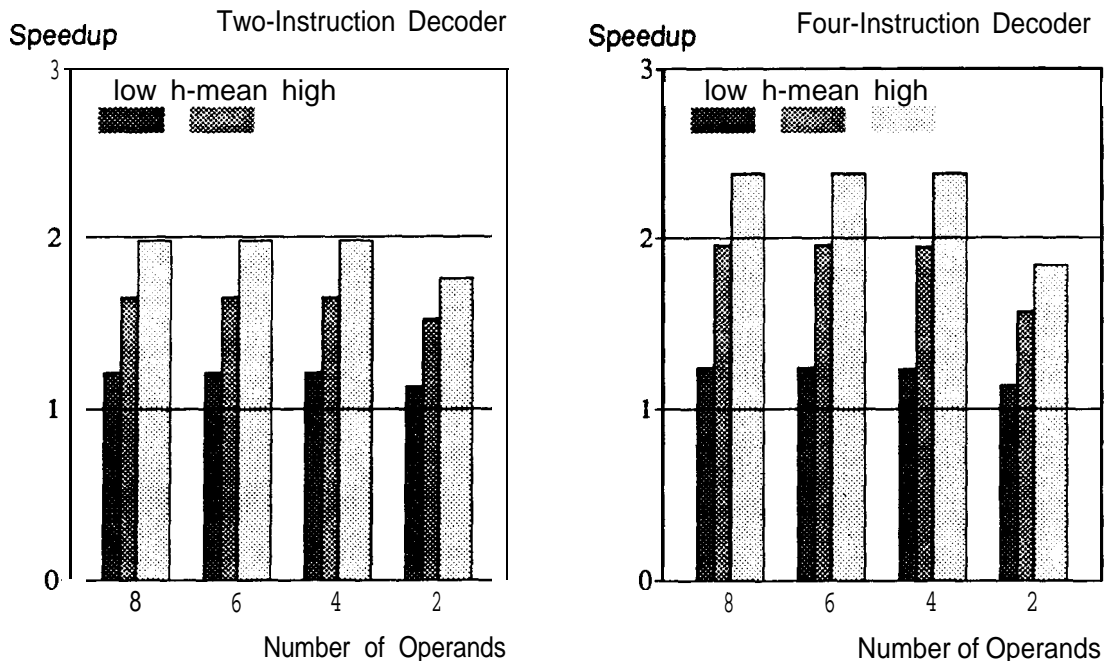 Two-Instruction Decoder
Speedup
3
low h-mean high
2
1
0
8 6 4 2
Number of Operands
Four-Instruction Decoder
Speedup
3
low h-mean high
2
1
0
8 6 4 2
Number of Operands